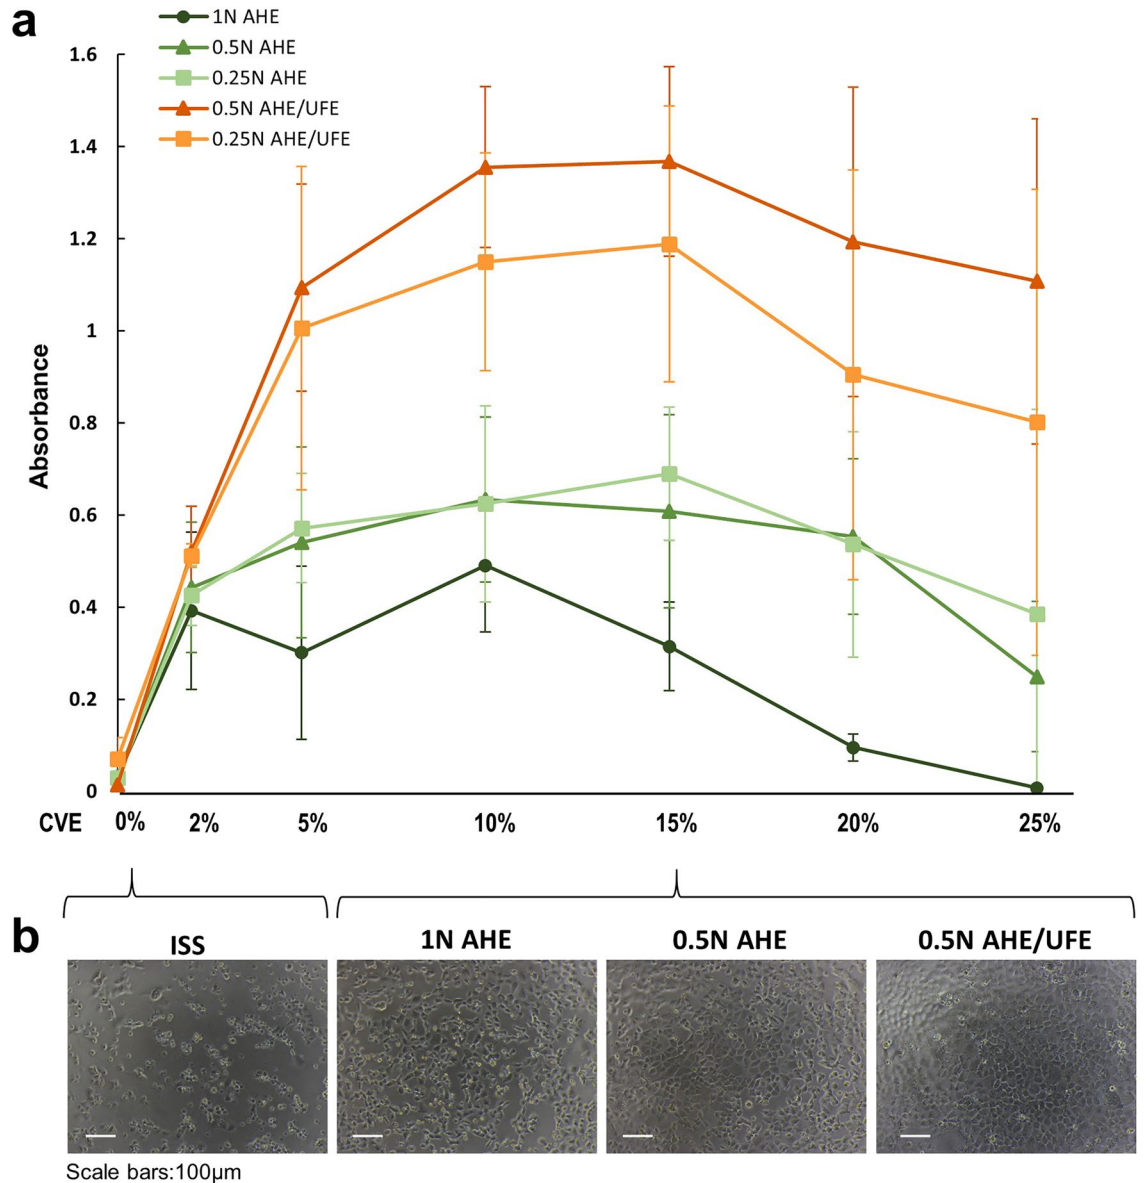 a
1N AHE
0.5N AHE
0.25N AHE
0.5N AHE/UFE
0.25N AHE/UFE
1.6
1.4
1.2
1
0.8
0.6
0.4
0.2
0
Absorbance
CVE 0% 2% 5% 10% 15% 20% 25%
b
ISS 1N AHE 0.5N AHE 0.5N AHE/UFE
Scale bars:100µm